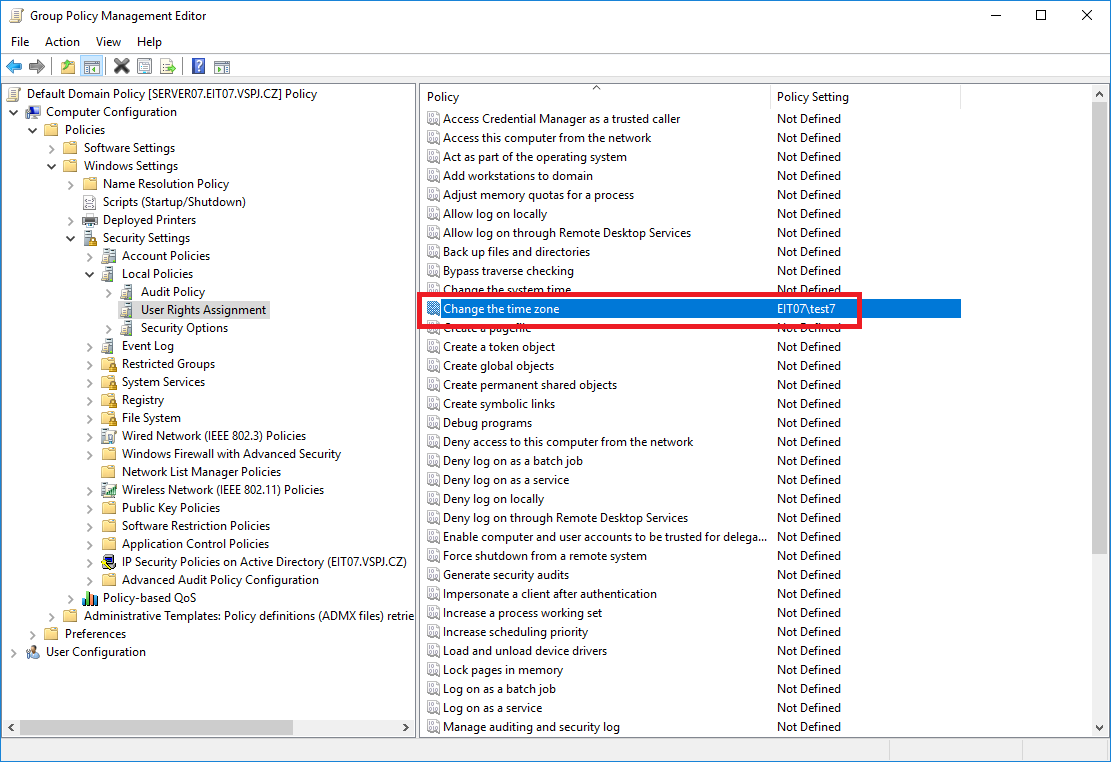 Group Policy Management Editor
File Action View Help
Default Domain Policy [SERVER07.EIT07.VSPJ.CZ] Policy
Computer Configuration
Policies
Software Settings
Windows Settings
Name Resolution Policy
Scripts (Startup/Shutdown)
Deployed Printers
Security Settings
Account Policies
Local Policies
Audit Policy
User Rights Assignment
Security Options
Event Log
Restricted Groups
System Services
Registry
File System
Wired Network (IEEE 802.3) Policies
Windows Firewall with Advanced Security
Network List Manager Policies
Wireless Network (IEEE 802.11) Policies
Public Key Policies
Software Restriction Policies
Application Control Policies
IP Security Policies on Active Directory (EIT07.VSPJ.CZ)
Advanced Audit Policy Configuration
Policy-based QoS
Administrative Templates: Policy definitions (ADMX files) retrie
Preferences
User Configuration
Policy Policy Setting
Access Credential Manager as a trusted caller Not Defined
Access this computer from the network Not Defined
Act as part of the operating system Not Defined
Add workstations to domain Not Defined
Adjust memory quotas for a process Not Defined
Allow log on locally Not Defined
Allow log on through Remote Desktop Services Not Defined
Back up files and directories Not Defined
Bypass traverse checking Not Defined
Change the system time Not Defined
Change the time zone EIT07\test7
Create a pagefile Not Defined
Create a token object Not Defined
Create global objects Not Defined
Create permanent shared objects Not Defined
Create symbolic links Not Defined
Debug programs Not Defined
Deny access to this computer from the network Not Defined
Deny log on as a batch job Not Defined
Deny log on as a service Not Defined
Deny log on locally Not Defined
Deny log on through Remote Desktop Services Not Defined
Enable computer and user accounts to be trusted for delega... Not Defined
Force shutdown from a remote system Not Defined
Generate security audits Not Defined
Impersonate a client after authentication Not Defined
Increase a process working set Not Defined
Increase scheduling priority Not Defined
Load and unload device drivers Not Defined
Lock pages in memory Not Defined
Log on as a batch job Not Defined
Log on as a service Not Defined
Manage auditing and security log Not Defined